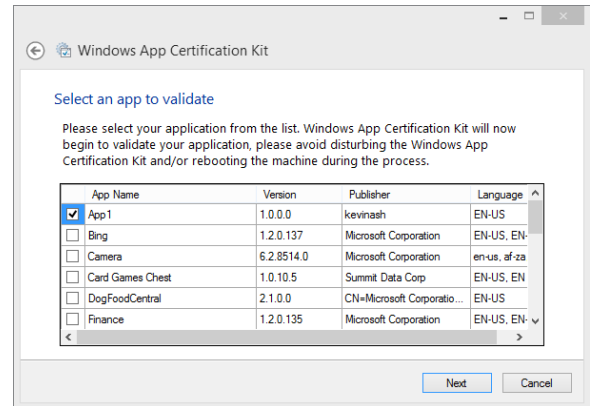 Windows App Certification Kit
Select an app to validate
Please select your application from the list. Windows App Certification Kit will now
begin to validate your application, please avoid disturbing the Windows App
Certification Kit and/or rebooting the machine during the process.
App Name Version Publisher Language
App1 1.0.0.0 kevinash EN-US
Bing 1.2.0.137 Microsoft Corporation EN-US, EN-
Camera 6.2.8514.0 Microsoft Corporation en-us, af-za
Card Games Chest 1.0.10.5 Summit Data Corp EN-US, EN
DogFoodCentral 2.1.0.0 CN=Microsoft Corporatio... EN-US
Finance 1.2.0.135 Microsoft Corporation EN-US, EN-
Next Cancel